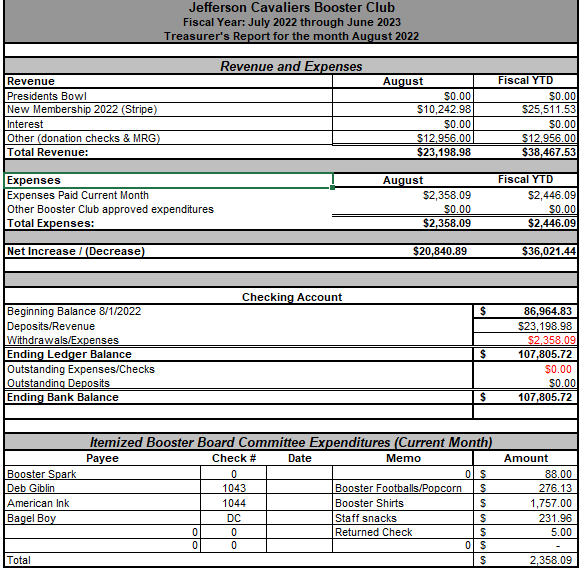 Jefferson Cavaliers Booster Club
Fiscal Year: July 2022 through June 2023
Treasurer's Report for the month August 2022
Revenue and Expenses
Revenue August Fiscal YTD
Presidents Bowl $0.00 $0.00
New Membership 2022 (Stripe) $10,242.98 $25,511.53
Interest $0.00 $0.00
Other (donation checks & MRG) $12,956.00 $12,956.00
Total Revenue: $23,198.98 $38,467.53
Expenses August Fiscal YTD
Expenses Paid Current Month $2,358.09 $2,446.09
Other Booster Club approved expenditures $0.00 $0.00
Total Expenses: $2,358.09 $2,446.09
Net Increase / (Decrease) $20,840.89 $36,021.44
Checking Account
Beginning Balance 8/1/2022 $ 86,964.83
Deposits/Revenue $23,198.98
Withdrawals/Expenses $2,358.09
Ending Ledger Balance $ 107,805.72
Outstanding Expenses/Checks $0.00
Outstanding Deposits $0.00
Ending Bank Balance $ 107,805.72
Itemized Booster Board Committee Expenditures (Current Month)
Payee Check # Date Memo Amount
Booster Spark 0 0 $ 88.00
Deb Giblin 1043 Booster Footballs/Popcorn $ 276.13
American Ink 1044 Booster Shirts $ 1,757.00
Bagel Boy DC Staff snacks $ 231.96
0 0 Returned Check $ 5.00
0 0 0 $ -
Total $ 2,358.09